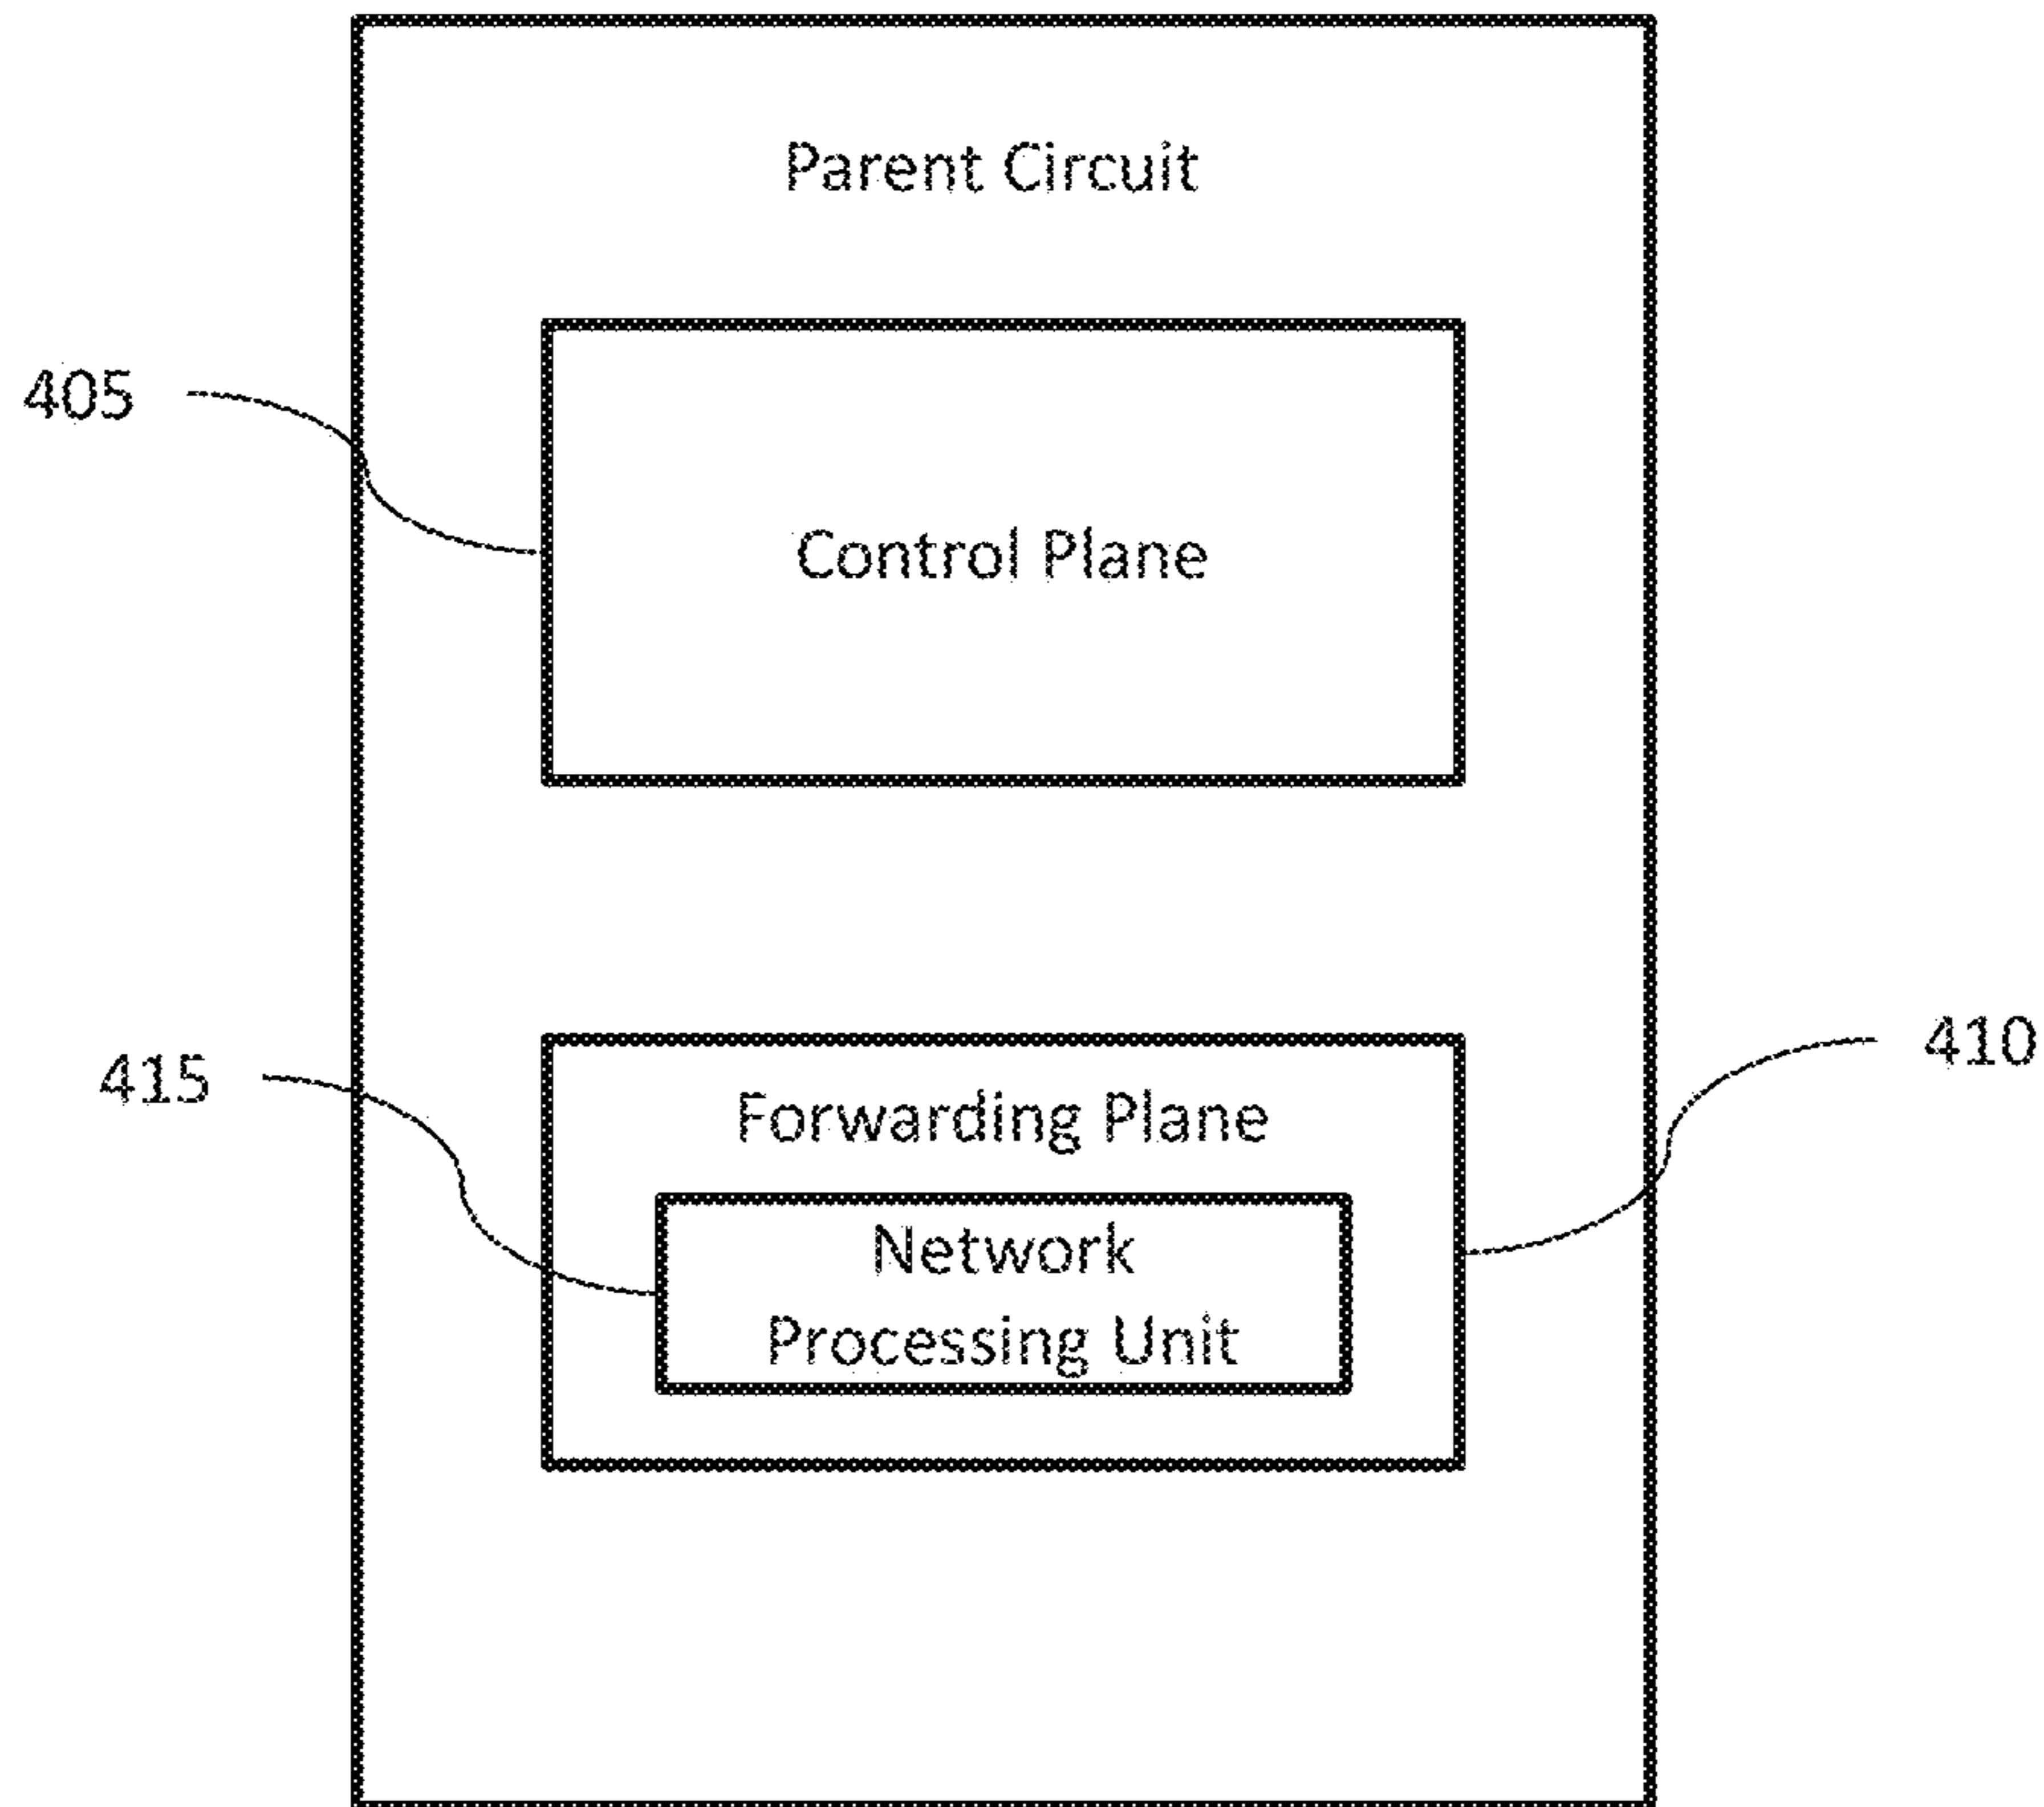 Parent Circuit
405
Control Plane
410
415
Forwarding Plane
Network
Processing Unit